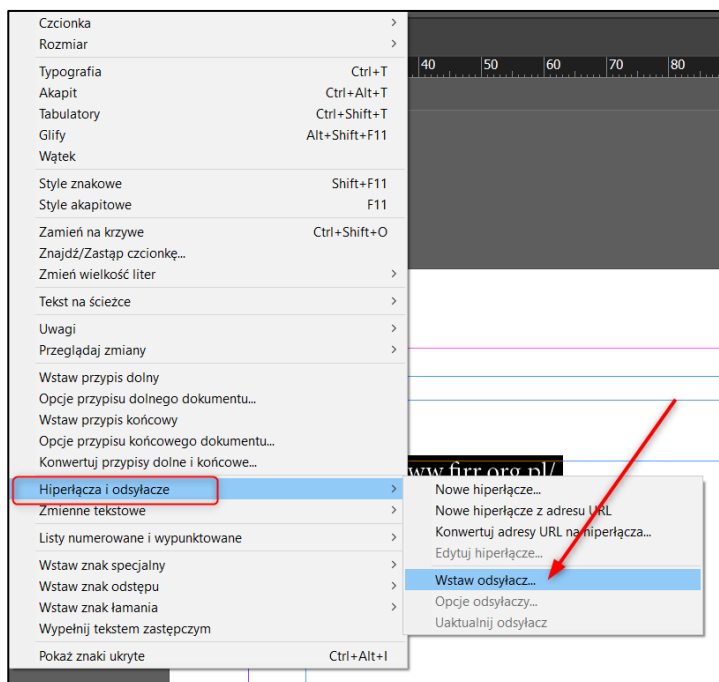 Czcionka
Rozmiar
40 50 60 70 80
Typografia Ctrl+T
Akapit Ctrl+Alt+T
Tabulatory Ctrl+Shift+T
Glify Alt+Shift+F11
Wątek
Style znakowe Shift+F11
Style akapitowe F11
Zamień na krzywe Ctrl+Shift+O
Znajdź/Zastąp czcionkę...
Zmień wielkość liter
Tekst na ścieżce
Uwagi
Przeglądaj zmiany
Wstaw przypis dolny
Opcje przypisu dolnego dokumentu...
Wstaw przypis końcowy
Opcje przypisu końcowego dokumentu...
Konwertuj przypisy dolne i końcowe...
ww.firr.org.pl/
Hiperłącza i odsyłacze
Zmienne tekstowe
Listy numerowane i wypunktowane
Wstaw znak specjalny
Wstaw znak odstępu
Wstaw znak łamania
Wypełnij tekstem zastępczym
Pokaż znaki ukryte Ctrl+Alt+I
Nowe hiperłącze...
Nowe hiperłącze z adresu URL
Konwertuj adresy URL na hiperłącza...
Edytuj hiperłącze...
Wstaw odsyłacz...
Opcje odsyłaczy...
Uaktualnij odsyłacz